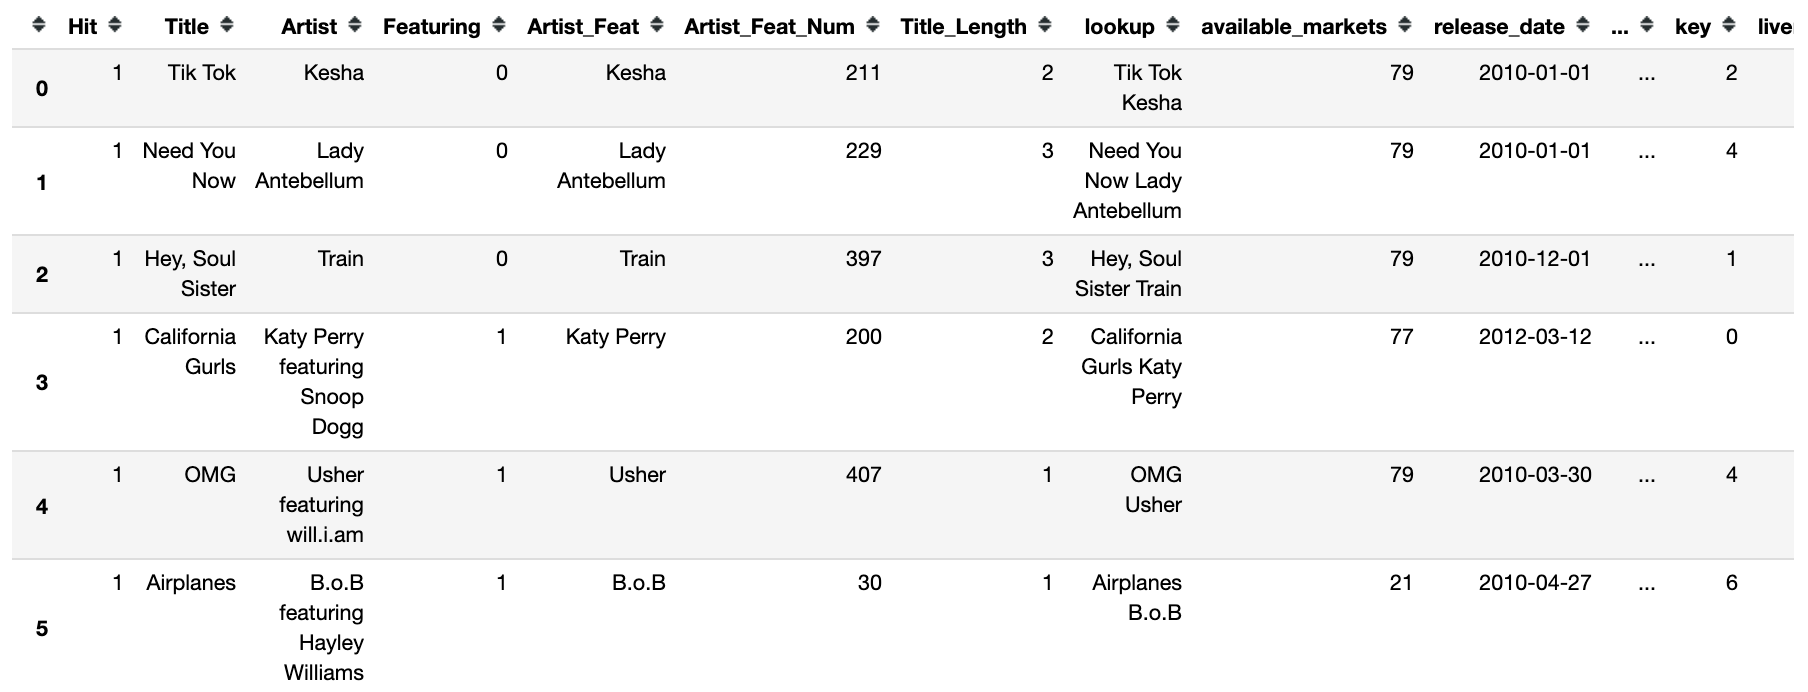 Hit Title Artist Featuring Artist_Feat Artist_Feat_Num Title_Length lookup available_markets release_date ... key liver
0 1 Tik Tok Kesha 0 Kesha 211 2 Tik Tok Kesha 79 2010-01-01 ... 2
1 1 Need You Now Lady Antebellum 0 Lady Antebellum 229 3 Need You Now Lady Antebellum 79 2010-01-01 ... 4
2 1 Hey, Soul Sister Train 0 Train 397 3 Hey, Soul Sister Train 79 2010-12-01 ... 1
3 1 California Gurls Katy Perry featuring Snoop Dogg 1 Katy Perry 200 2 California Gurls Katy Perry 77 2012-03-12 ... 0
4 1 OMG Usher featuring will.i.am 1 Usher 407 1 OMG Usher 79 2010-03-30 ... 4
5 1 Airplanes B.o.B featuring Hayley Williams 1 B.o.B 30 1 Airplanes B.o.B 21 2010-04-27 ... 6